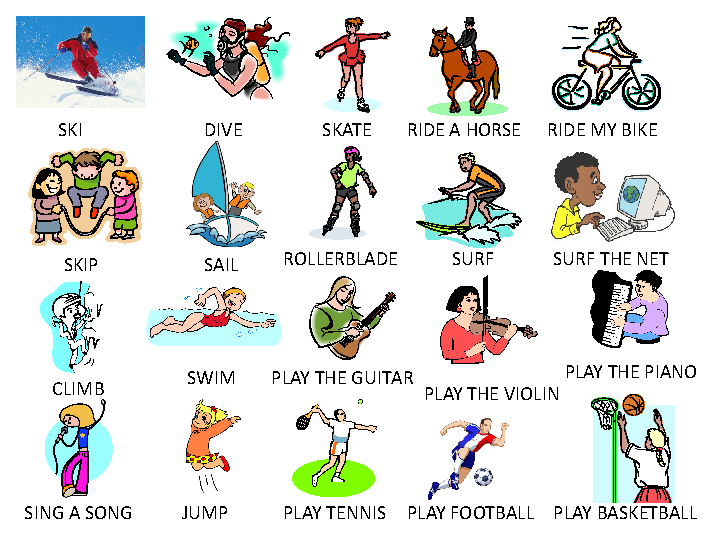 SKI
DIVE
SKATE
RIDE A HORSE
RIDE MY BIKE
SKIP
SAIL
ROLLERBLADE
SURF
SURF THE NET
CLIMB
SWIM
PLAY THE GUITAR
PLAY THE VIOLIN
PLAY THE PIANO
SING A SONG
JUMP
PLAY TENNIS
PLAY FOOTBALL
PLAY BASKETBALL